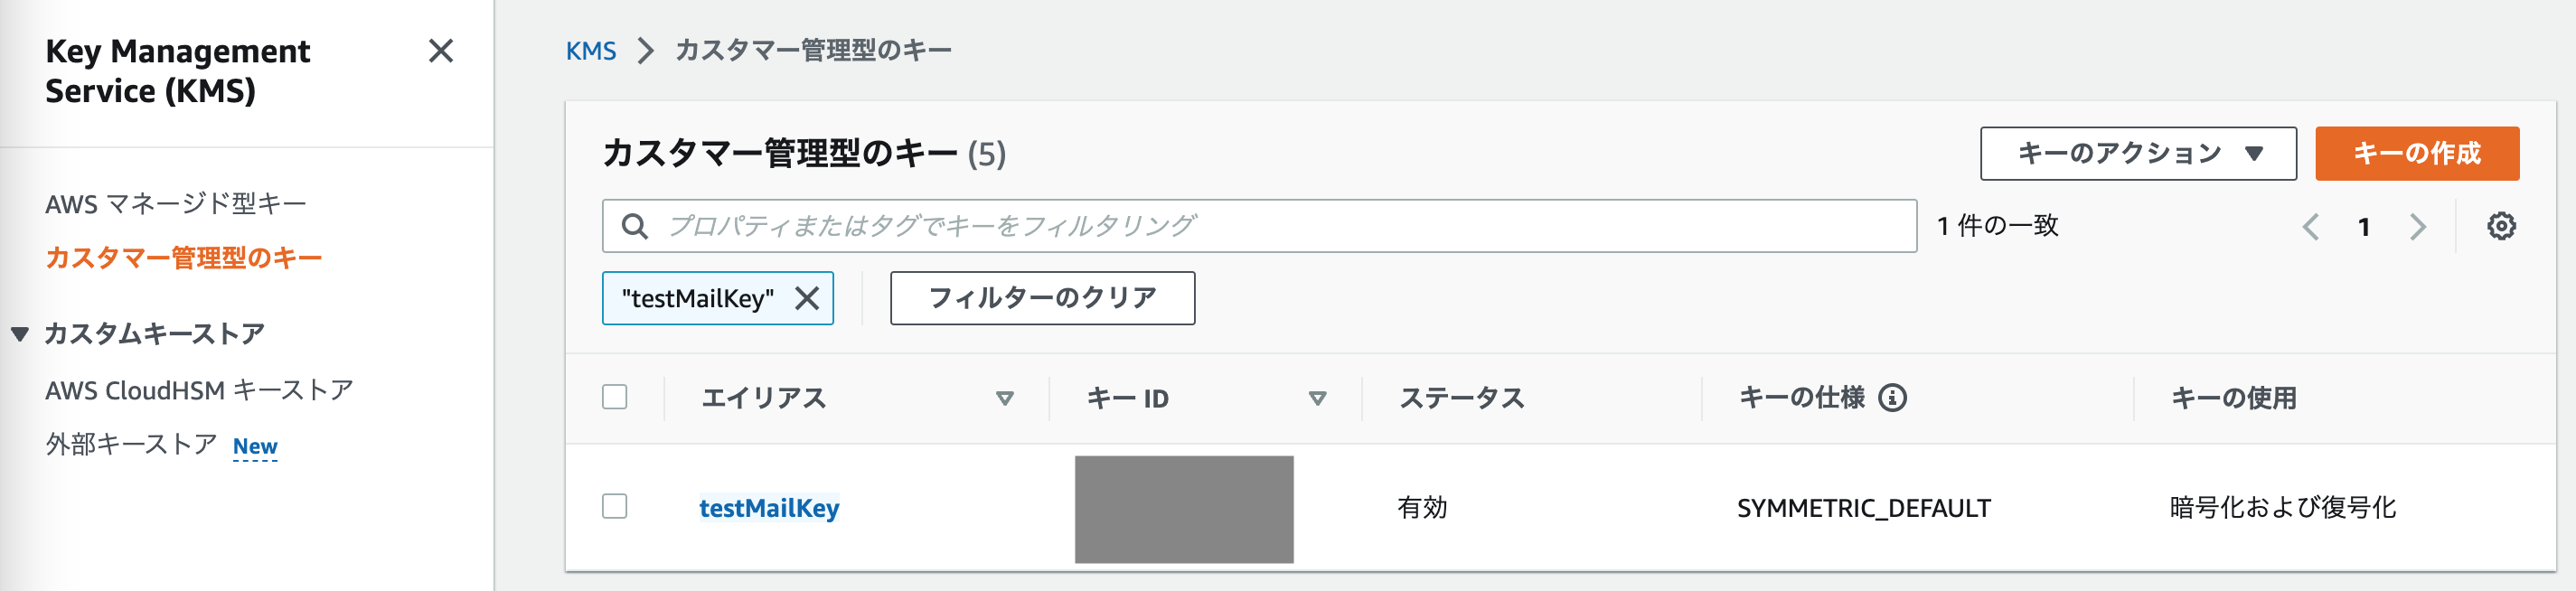 Key Management
Service (KMS)
AWS マネージド型キー
カスタマー管理型のキー
カスタムキーストア
AWS CloudHSM キーストア
外部キーストア New
KMS カスタマー管理型のキー
カスタマー管理型のキー (5)
キーのアクション
キーの作成
プロパティまたはタグでキーをフィルタリング
1 件の一致
1
"testMailKey"
フィルターのクリア
エイリアス キー ID ステータス キーの仕様 キーの使用
testMailKey 有効 SYMMETRIC_DEFAULT 暗号化および復号化